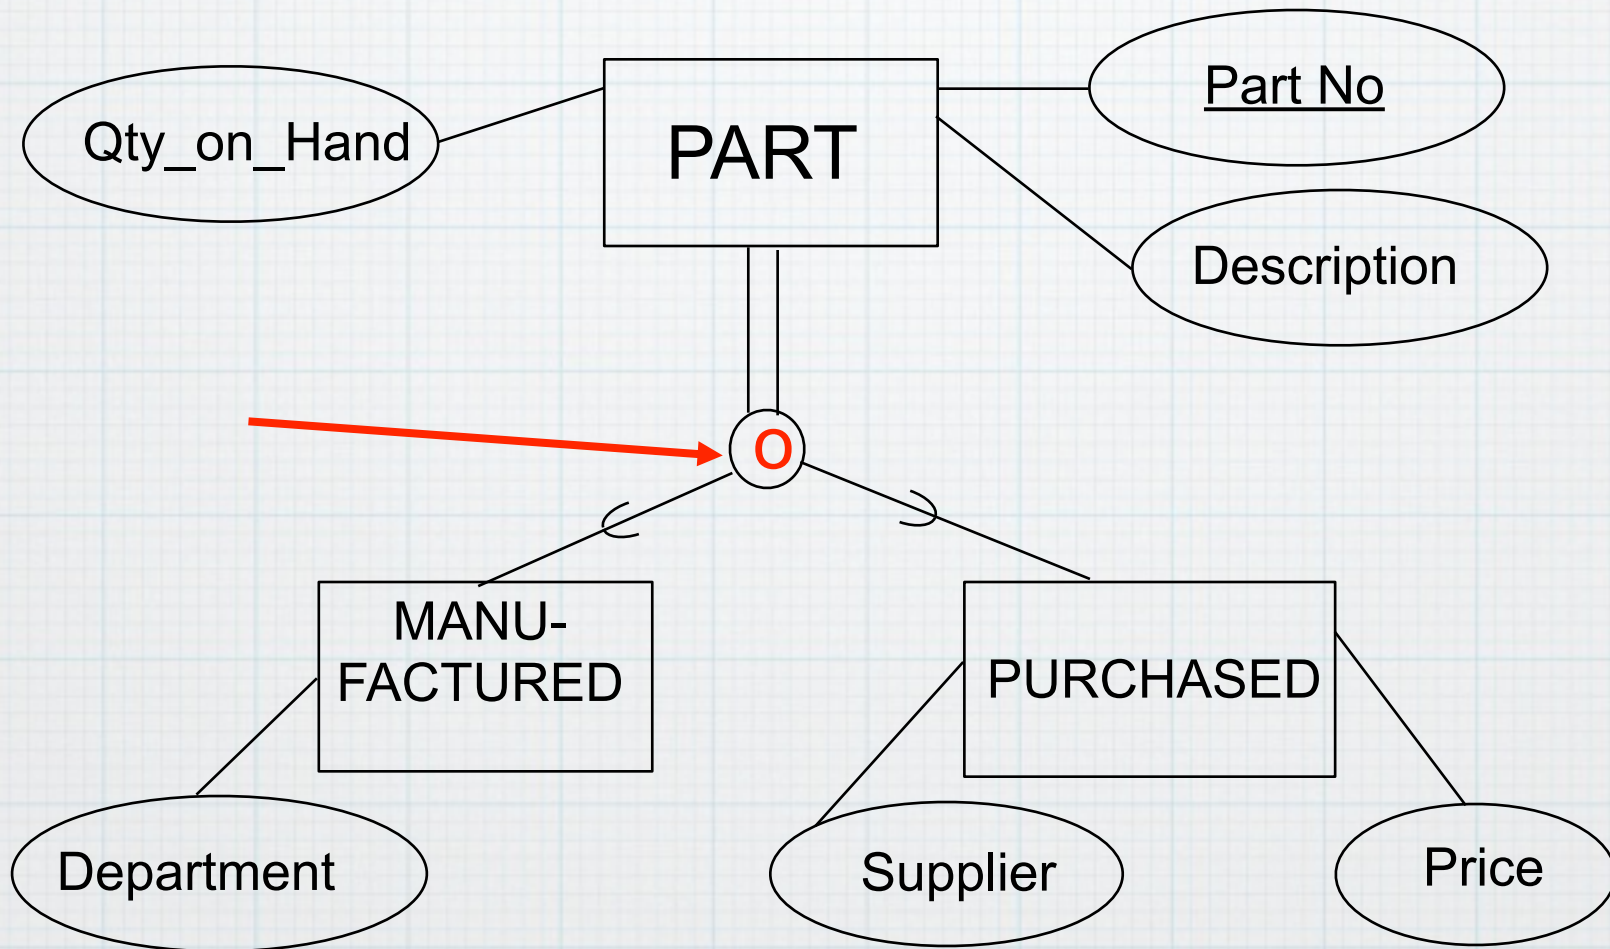 Part No
Qty_on_Hand
PART
Description
O
MANU-
FACTURED
PURCHASED
Department
Supplier
Price